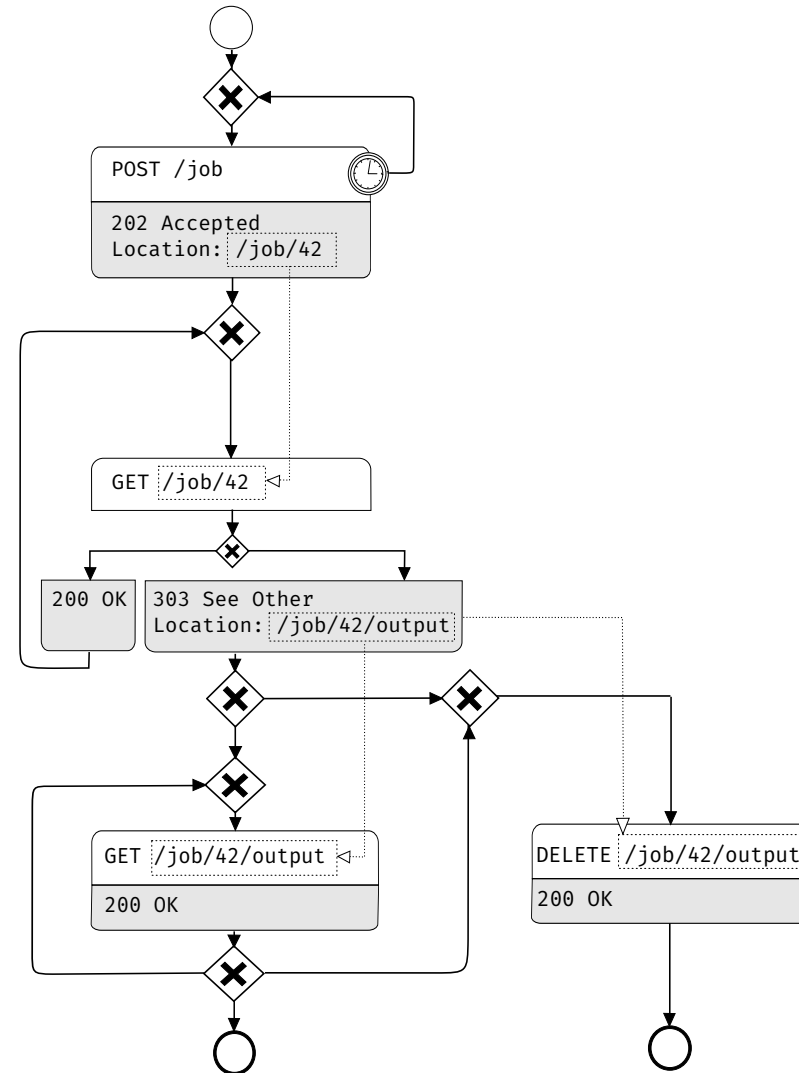 POST /job
202 Accepted
Location: /job/42
GET /job/42
200 OK
303 See Other
Location: /job/42/output
GET /job/42/output
200 OK
DELETE /job/42/output
200 OK